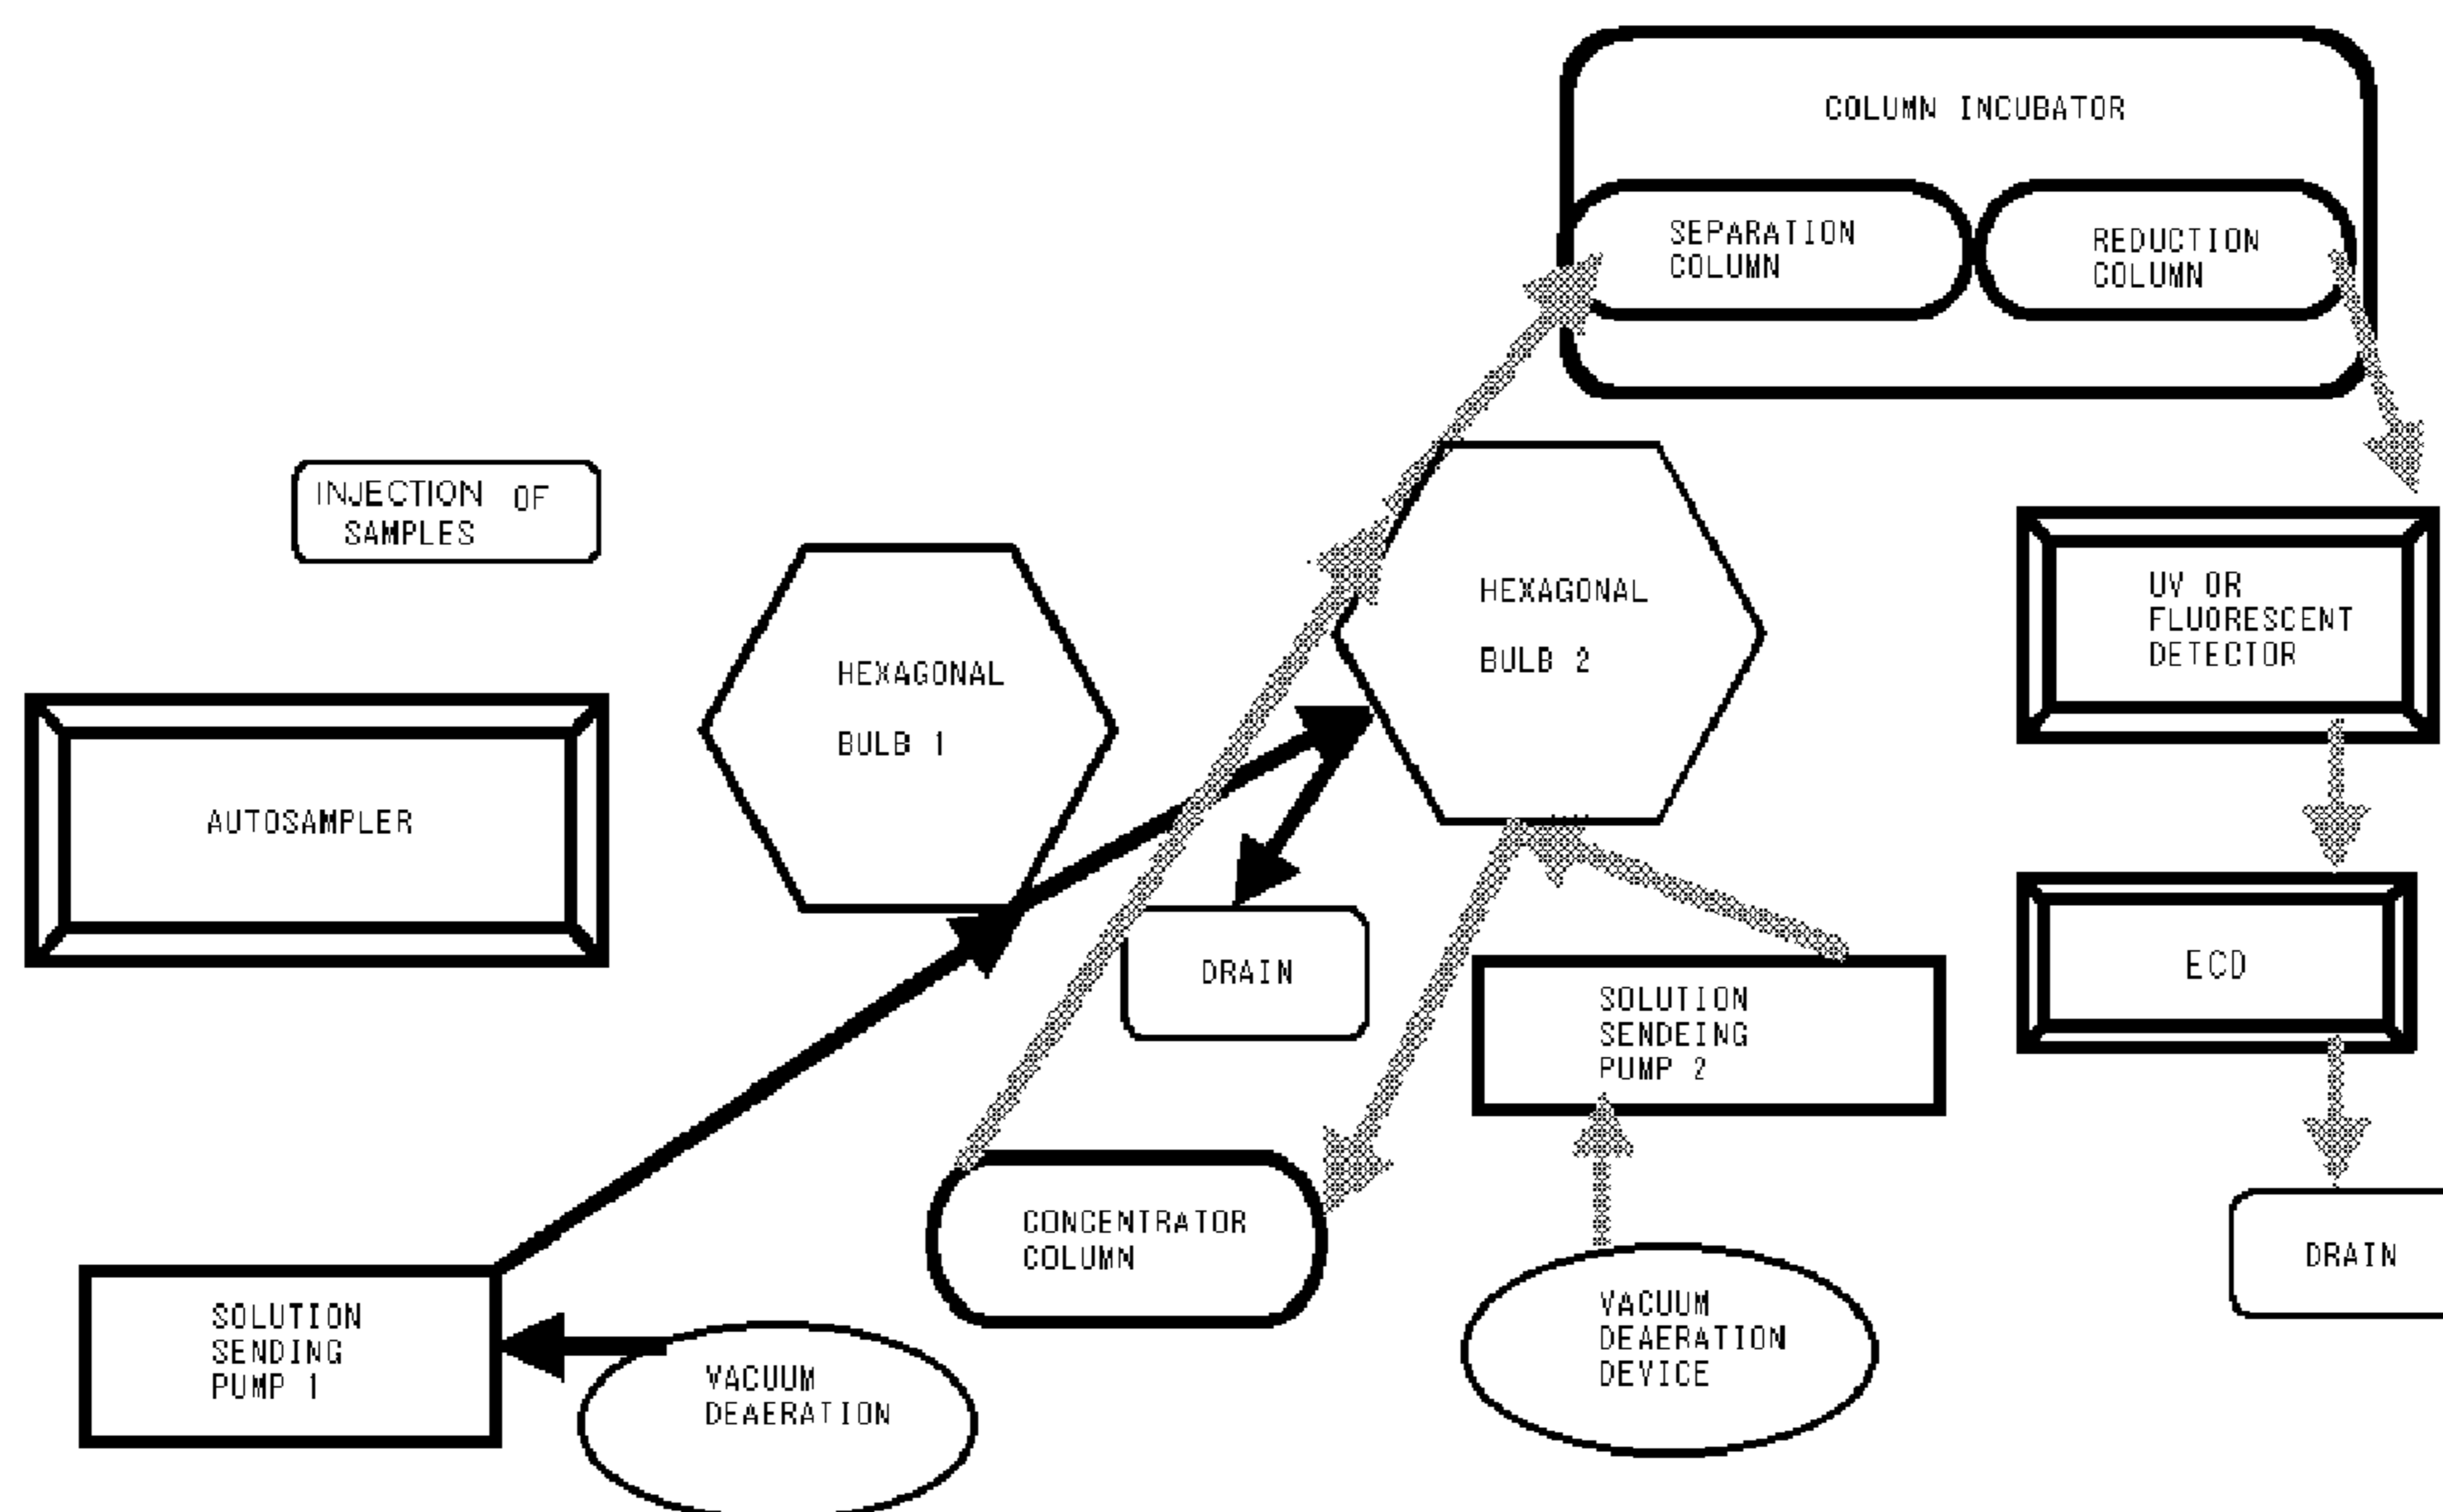 COLUMN INCUBATOR
SEPARATION
COLUMN
REDUCTION
COLUMN
INJECTION OF
SAMPLES
HEXAGONAL
BULB 2
UV OR
FLUORESCENT
DETECTOR
HEXAGONAL
BULB 1
AUTOSAMPLER
DRAIN
ECD
SOLUTION
SENDEING
PUMP 2
CONCENTRATOR
COLUMN
DRAIN
SOLUTION
SENDING
PUMP 1
VACUUM
DEAERATION
VACUUM
DEAERATION
DEVICE